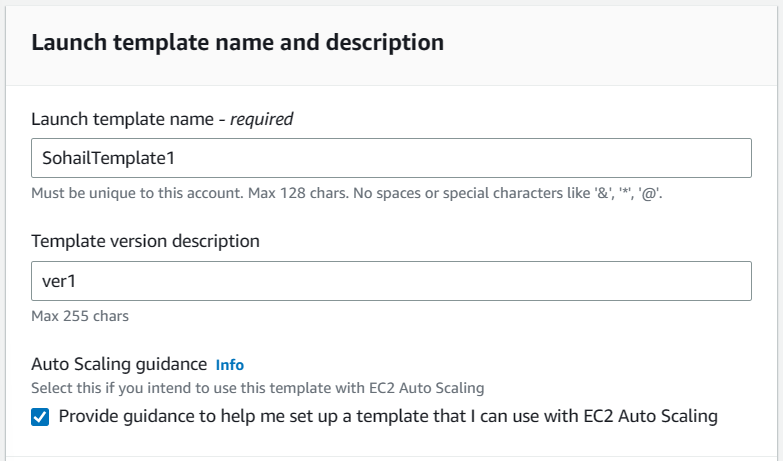 Launch template name and description
Launch template name - required
SohailTemplate1
Must be unique to this account. Max 128 chars. No spaces or special characters like '&', '*', '@'.
Template version description
ver1
Max 255 chars
Auto Scaling guidance Info
Select this if you intend to use this template with EC2 Auto Scaling
Provide guidance to help me set up a template that I can use with EC2 Auto Scaling